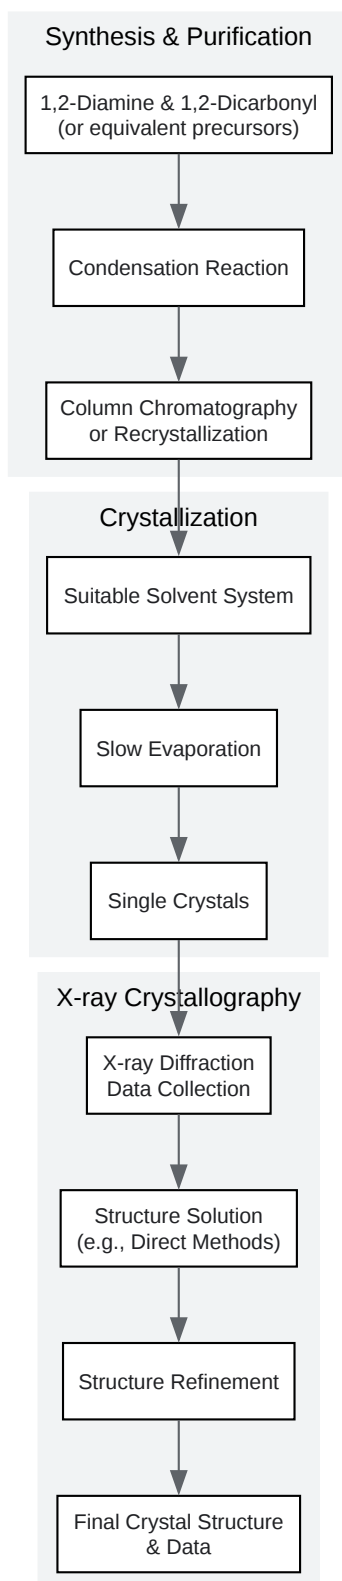 Synthesis & Purification
1,2-Diamine & 1,2-Dicarbonyl
(or equivalent precursors)
Condensation Reaction
Column Chromatography
or Recrystallization
Crystallization
Suitable Solvent System
Slow Evaporation
Single Crystals
X-ray Crystallography
X-ray Diffraction
Data Collection
Structure Solution
(e.g., Direct Methods)
Structure Refinement
Final Crystal Structure
& Data